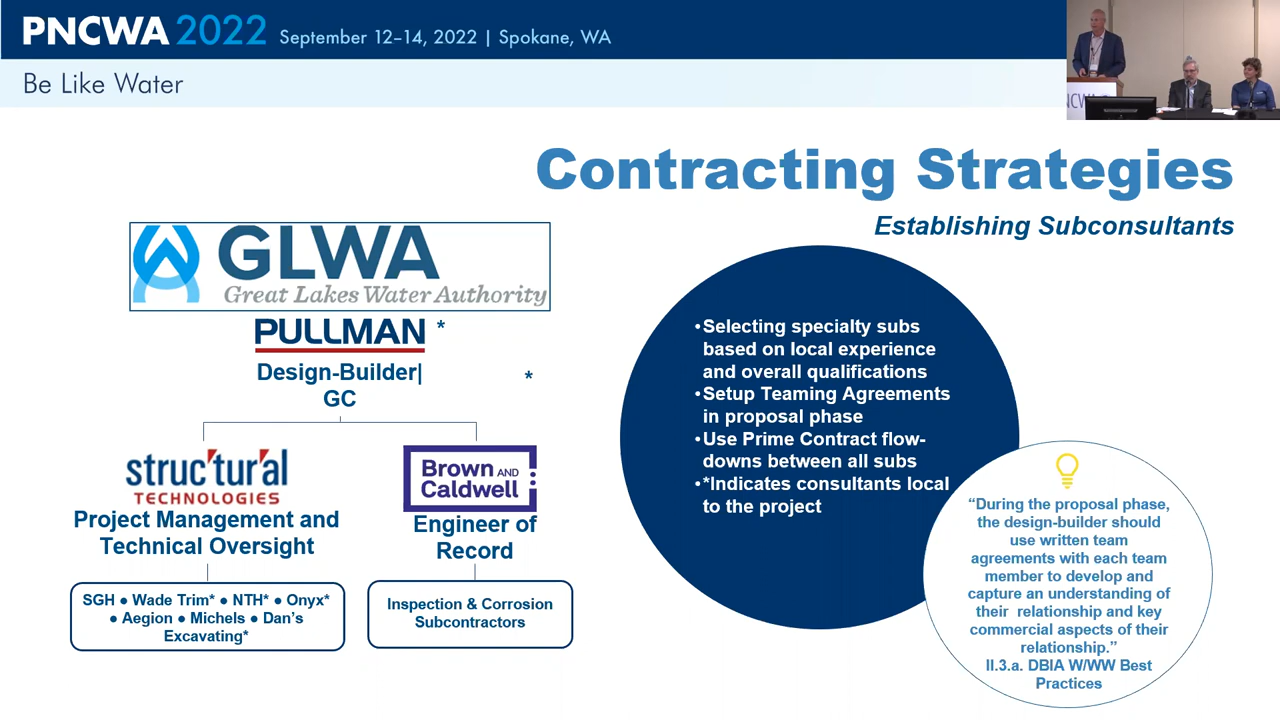 PNCWA 2022 September 12–14, 2022 | Spokane, WA
Be Like Water
Contracting Strategies
Establishing Subconsultants
GLWA
Great Lakes Water Authority
PULLMAN *
Design-Builder| *
GC
struc'tur'al
TECHNOLOGIES
Project Management and
Technical Oversight
SGH ● Wade Trim* ● NTH* ● Onyx*
● Aegion ● Michels ● Dan's
Excavating*
Brown AND
Caldwell
Engineer of
Record
Inspection & Corrosion
Subcontractors
•Selecting specialty subs
based on local experience
and overall qualifications
•Setup Teaming Agreements
in proposal phase
•Use Prime Contract flow-
downs between all subs
•*Indicates consultants local
to the project
“During the proposal phase,
the design-builder should
use written team
agreements with each team
member to develop and
capture an understanding of
their relationship and key
commercial aspects of their
relationship.”
II.3.a. DBIA W/WW Best
Practices